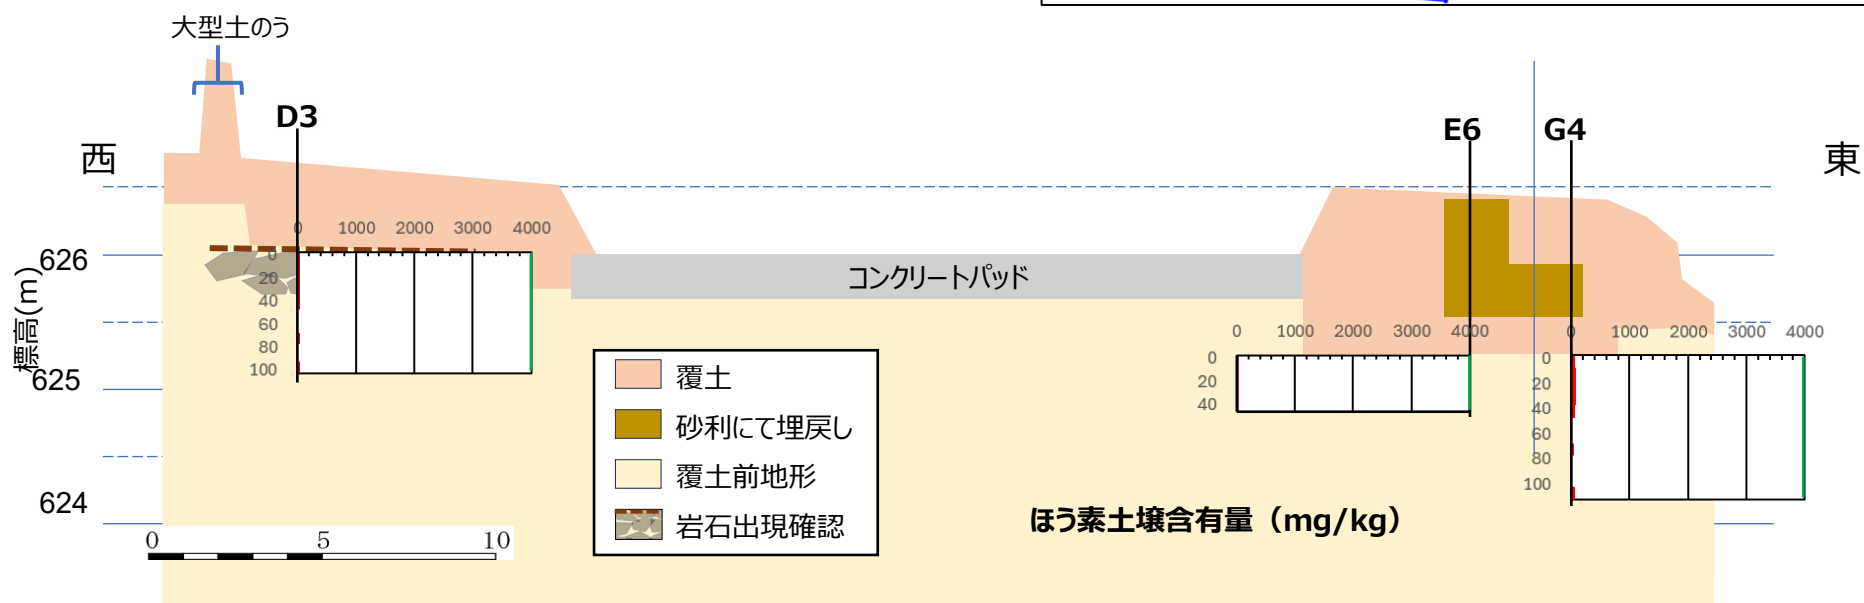 大型土のう
D3
E6
G4
西
東
0 1000 2000 3000 4000
626
標高(m)
コンクリートパッド
0
20
40
60
80
100
0 1000 2000 3000 4000
0 1000 2000 3000 4000
0
20
40
0
20
40
60
80
100
625
覆土
砂利にて埋戻し
覆土前地形
岩石出現確認
624
ほう素土壌含有量（mg/kg）
0 5 10